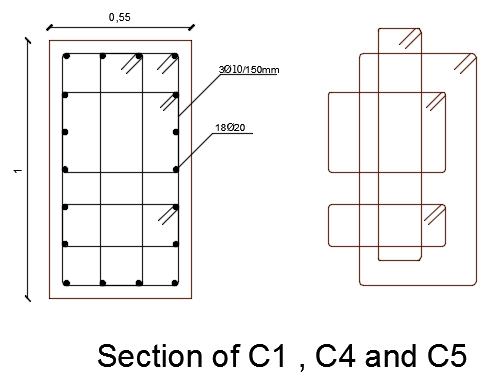 0,55
3Ø10/150mm
18Ø20
1
Section of C1 , C4 and C5